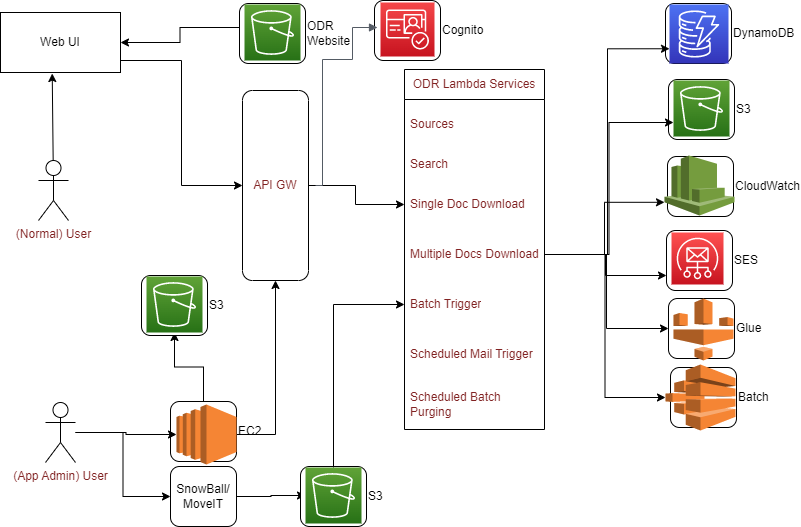 ODR
Website
Cognito
DynamoDB
Web UI
ODR Lambda Services
S3
Sources
Search
API GW
CloudWatch
Single Doc Download
(Normal) User
Multiple Docs Download
SES
S3
Batch Trigger
Glue
Scheduled Mail Trigger
Scheduled Batch
Purging
Batch
EC2
(App Admin) User
SnowBall/
MoveIT
S3